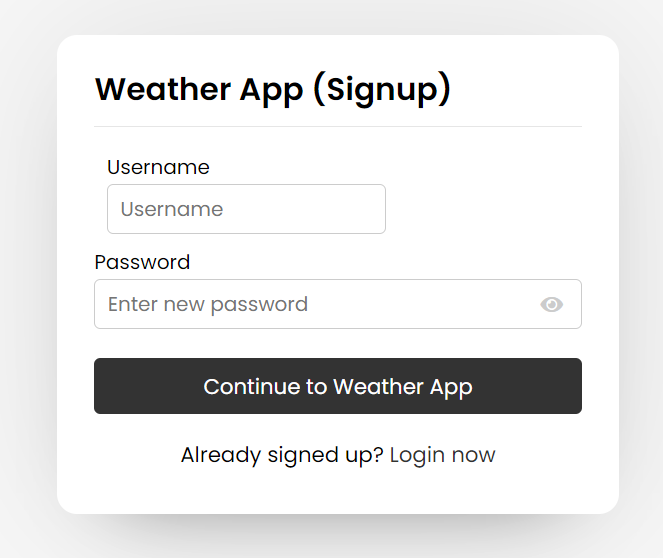 Weather App (Signup)
Username
Username
Password
Enter new password
Continue to Weather App
Already signed up? Login now